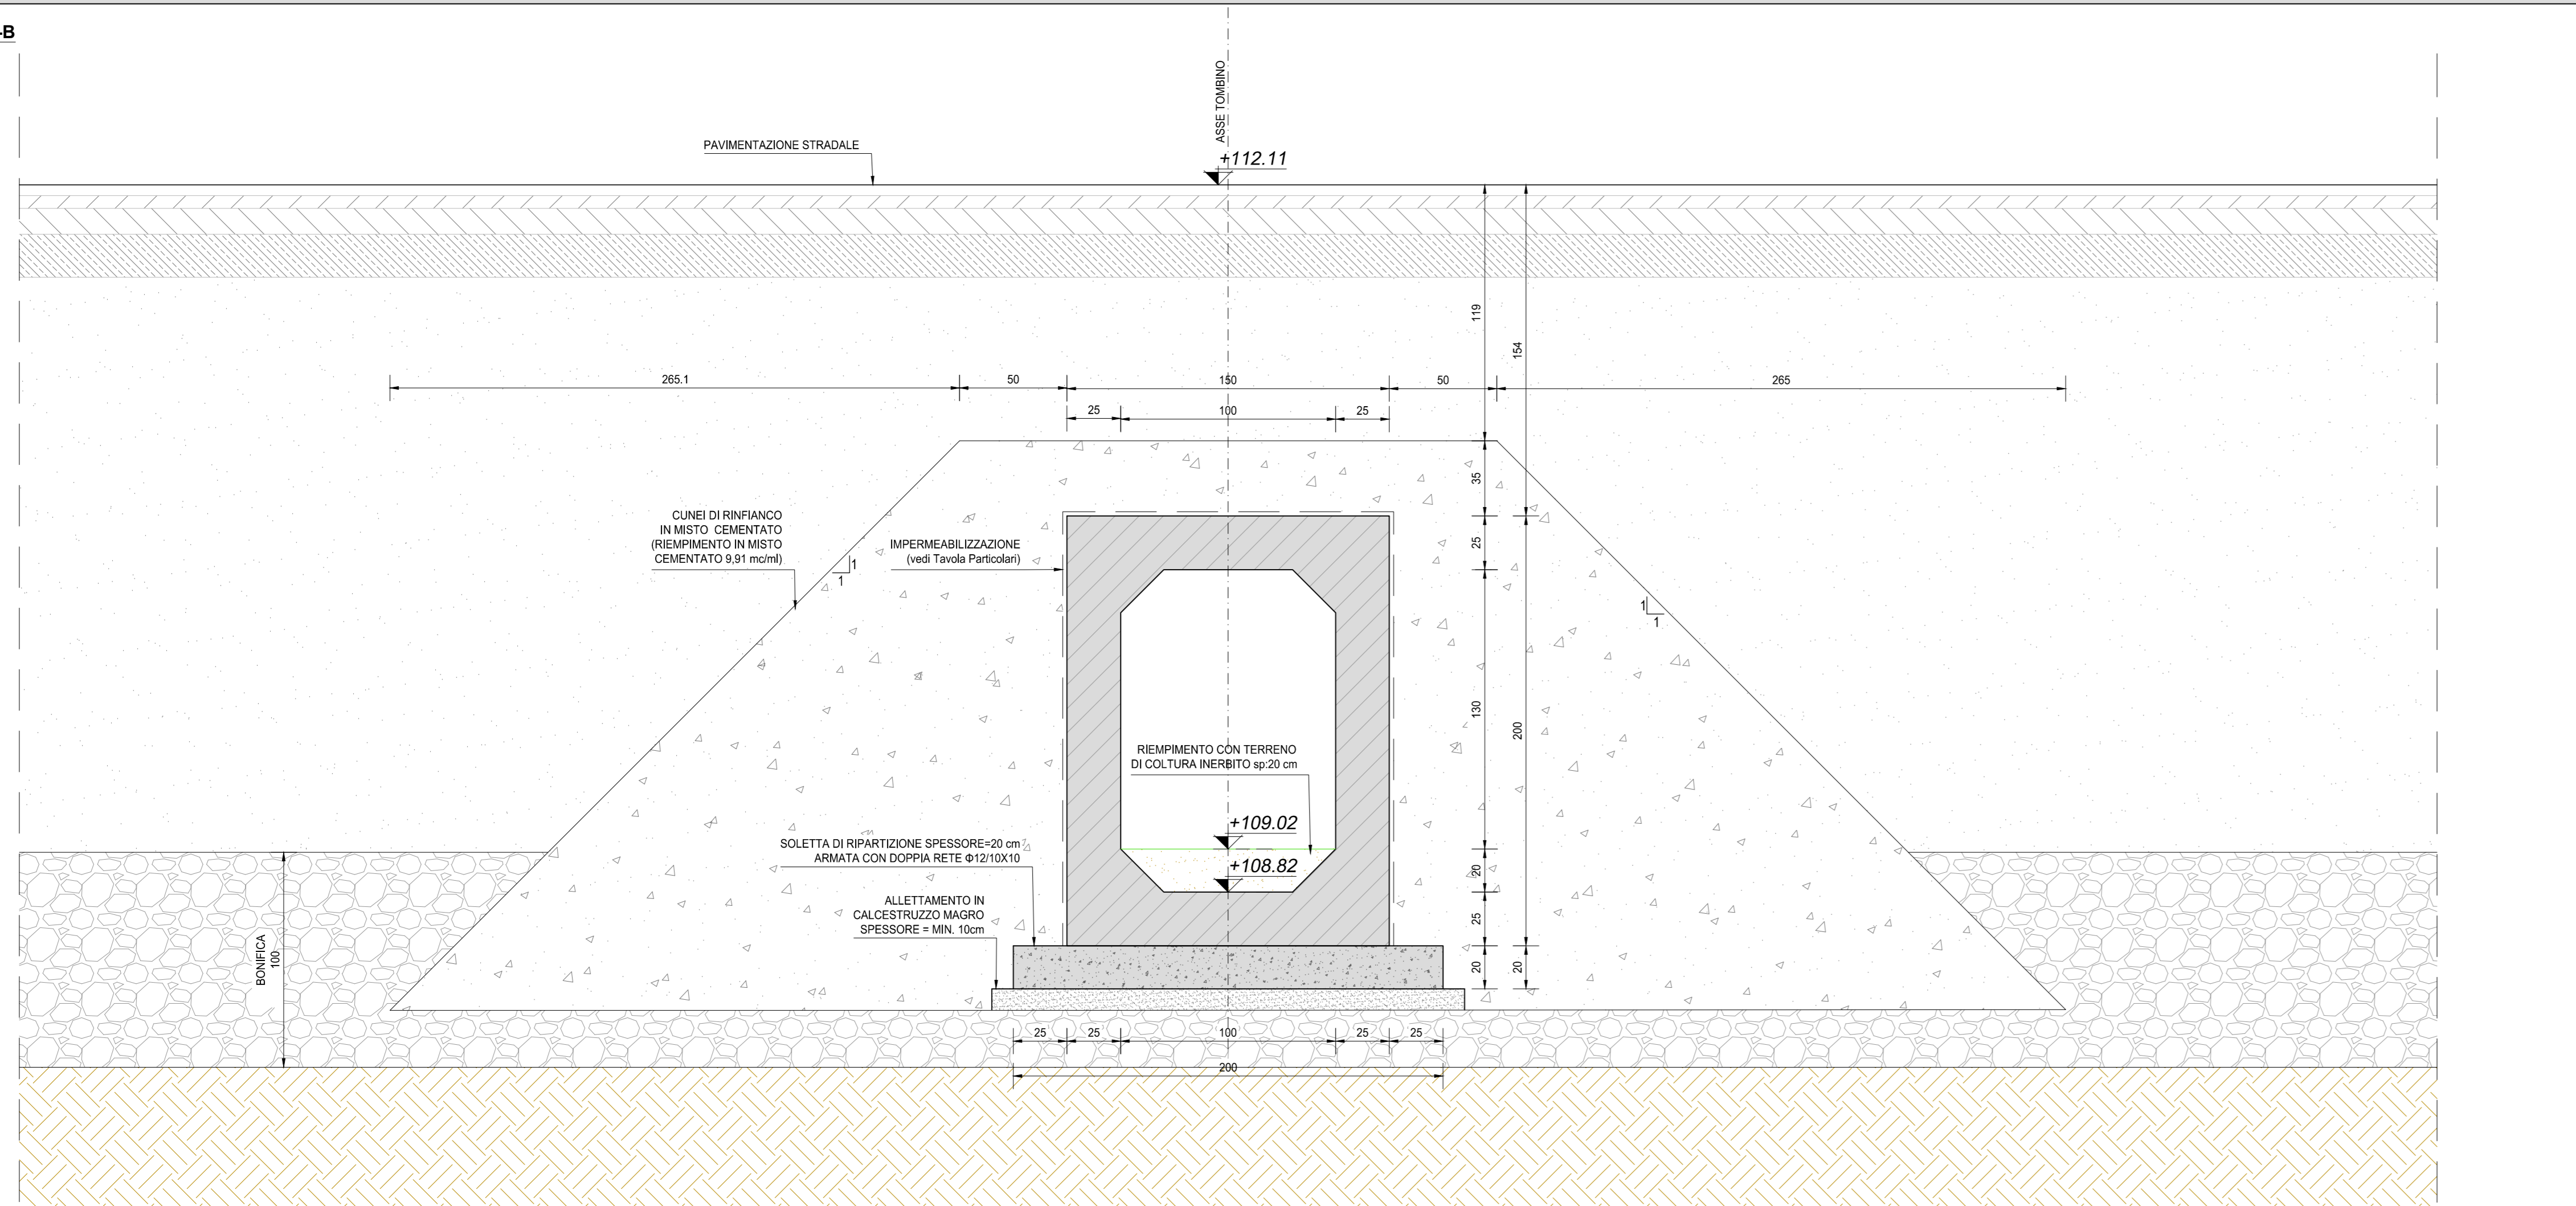 -B
ASSE TOMBINO
PAVIMENTAZIONE STRADALE
+112.11
119
154
265.1
50
150
50
265
25
100
25
35
CUNEI DI RINFIANCO
IN MISTO CEMENTATO
(RIEMPIMENTO IN MISTO
CEMENTATO 9,91 mc/ml)
IMPERMEABILIZZAZIONE
(vedi Tavola Particolari)
25
1
1
1
1
130
200
RIEMPIMENTO CON TERRENO
DI COLTURA INERBITO sp:20 cm
+109.02
SOLETTA DI RIPARTIZIONE SPESSORE=20 cm
ARMATA CON DOPPIA RETE Φ12/10X10
+108.82
20
ALLETTAMENTO IN
CALCESTRUZZO MAGRO
SPESSORE = MIN. 10cm
25
BONIFICA
100
20
20
25
25
100
25
25
200